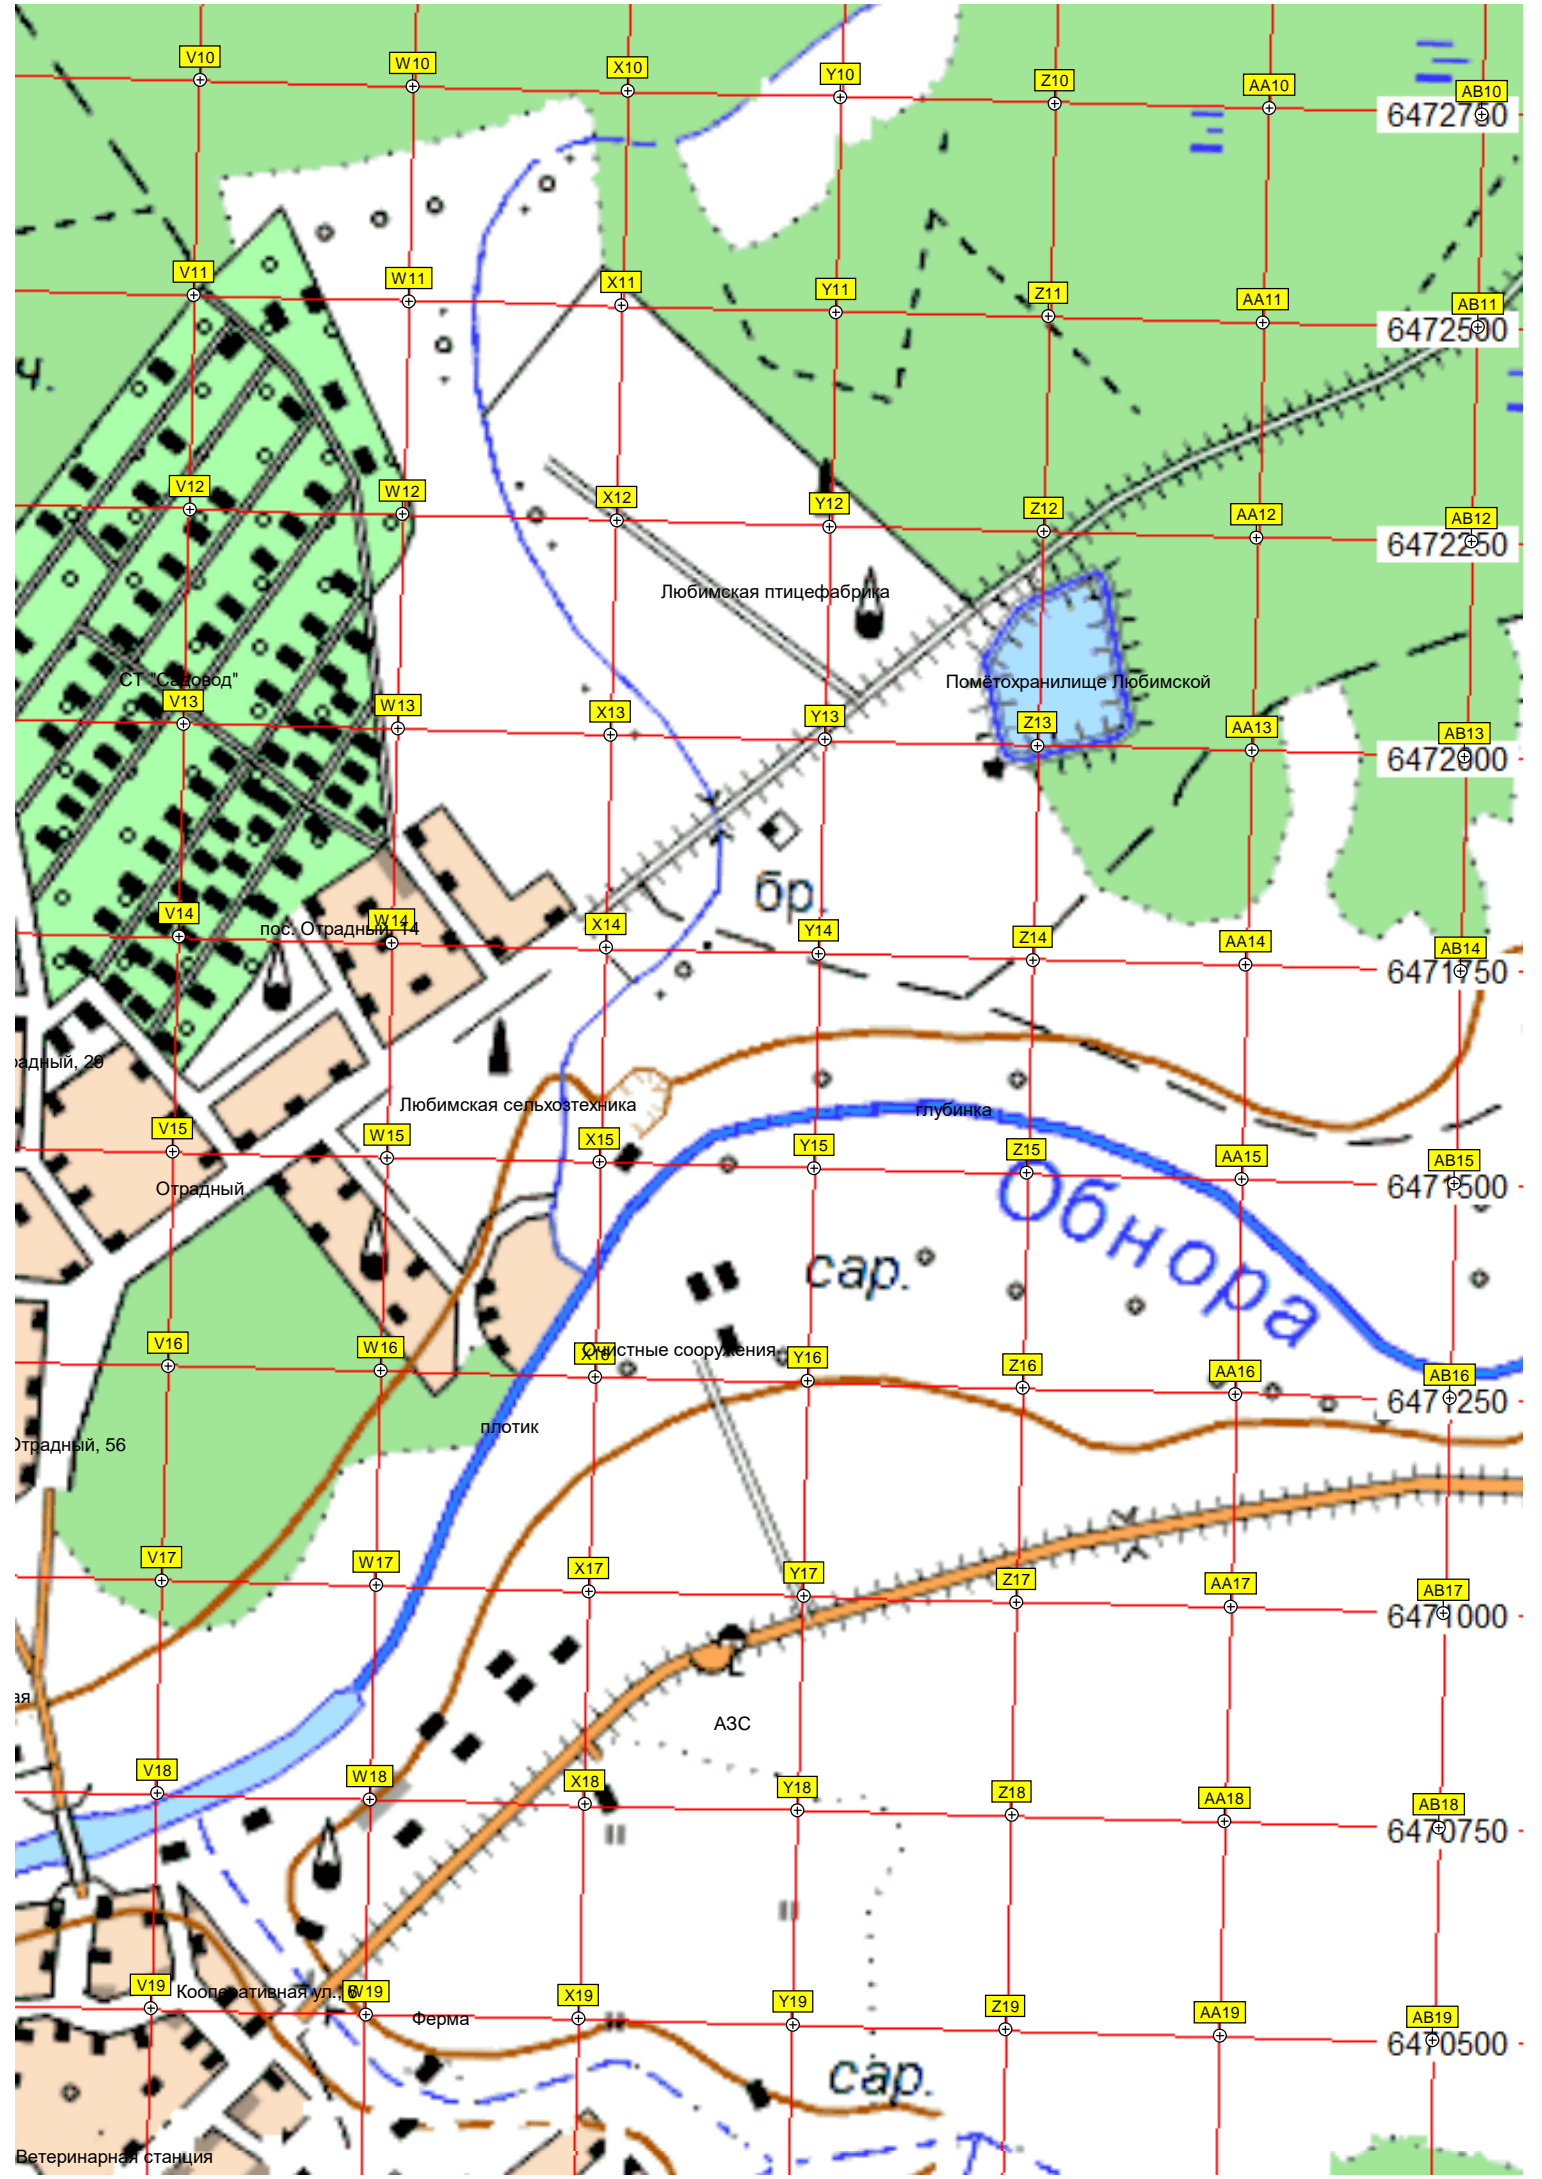 V10 W10 X10 Y10 Z10 AA10 AB10
6472750
V11 W11 X11 Y11 Z11 AA11 AB11
6472500
ч.
V12 W12 X12 Y12 Z12 AA12 AB12
6472250
Любимская птицефабрика
СТ "Садовод"
Помётохранилище Любимской
V13 W13 X13 Y13 Z13 AA13 AB13
6472000
бр.
V14 W14 X14 Y14 Z14 AA14 AB14
пос. Отрадный, 14
6471750
радный, 29
Любимская сельхозтехника
глубинка
V15 W15 X15 Y15 Z15 AA15 AB15
6471500
Отрадный
Обнора
сар.
V16 W16 X16 Y16 Z16 AA16 AB16
Очистные сооружения
6471250
плотик
Отрадный, 56
V17 W17 X17 Y17 Z17 AA17 AB17
6471000
ая
АЗС
V18 W18 X18 Y18 Z18 AA18 AB18
6470750
V19 W19 X19 Y19 Z19 AA19 AB19
Кооперативная ул., 6
Ферма
6470500
сар.
Ветеринарная станция